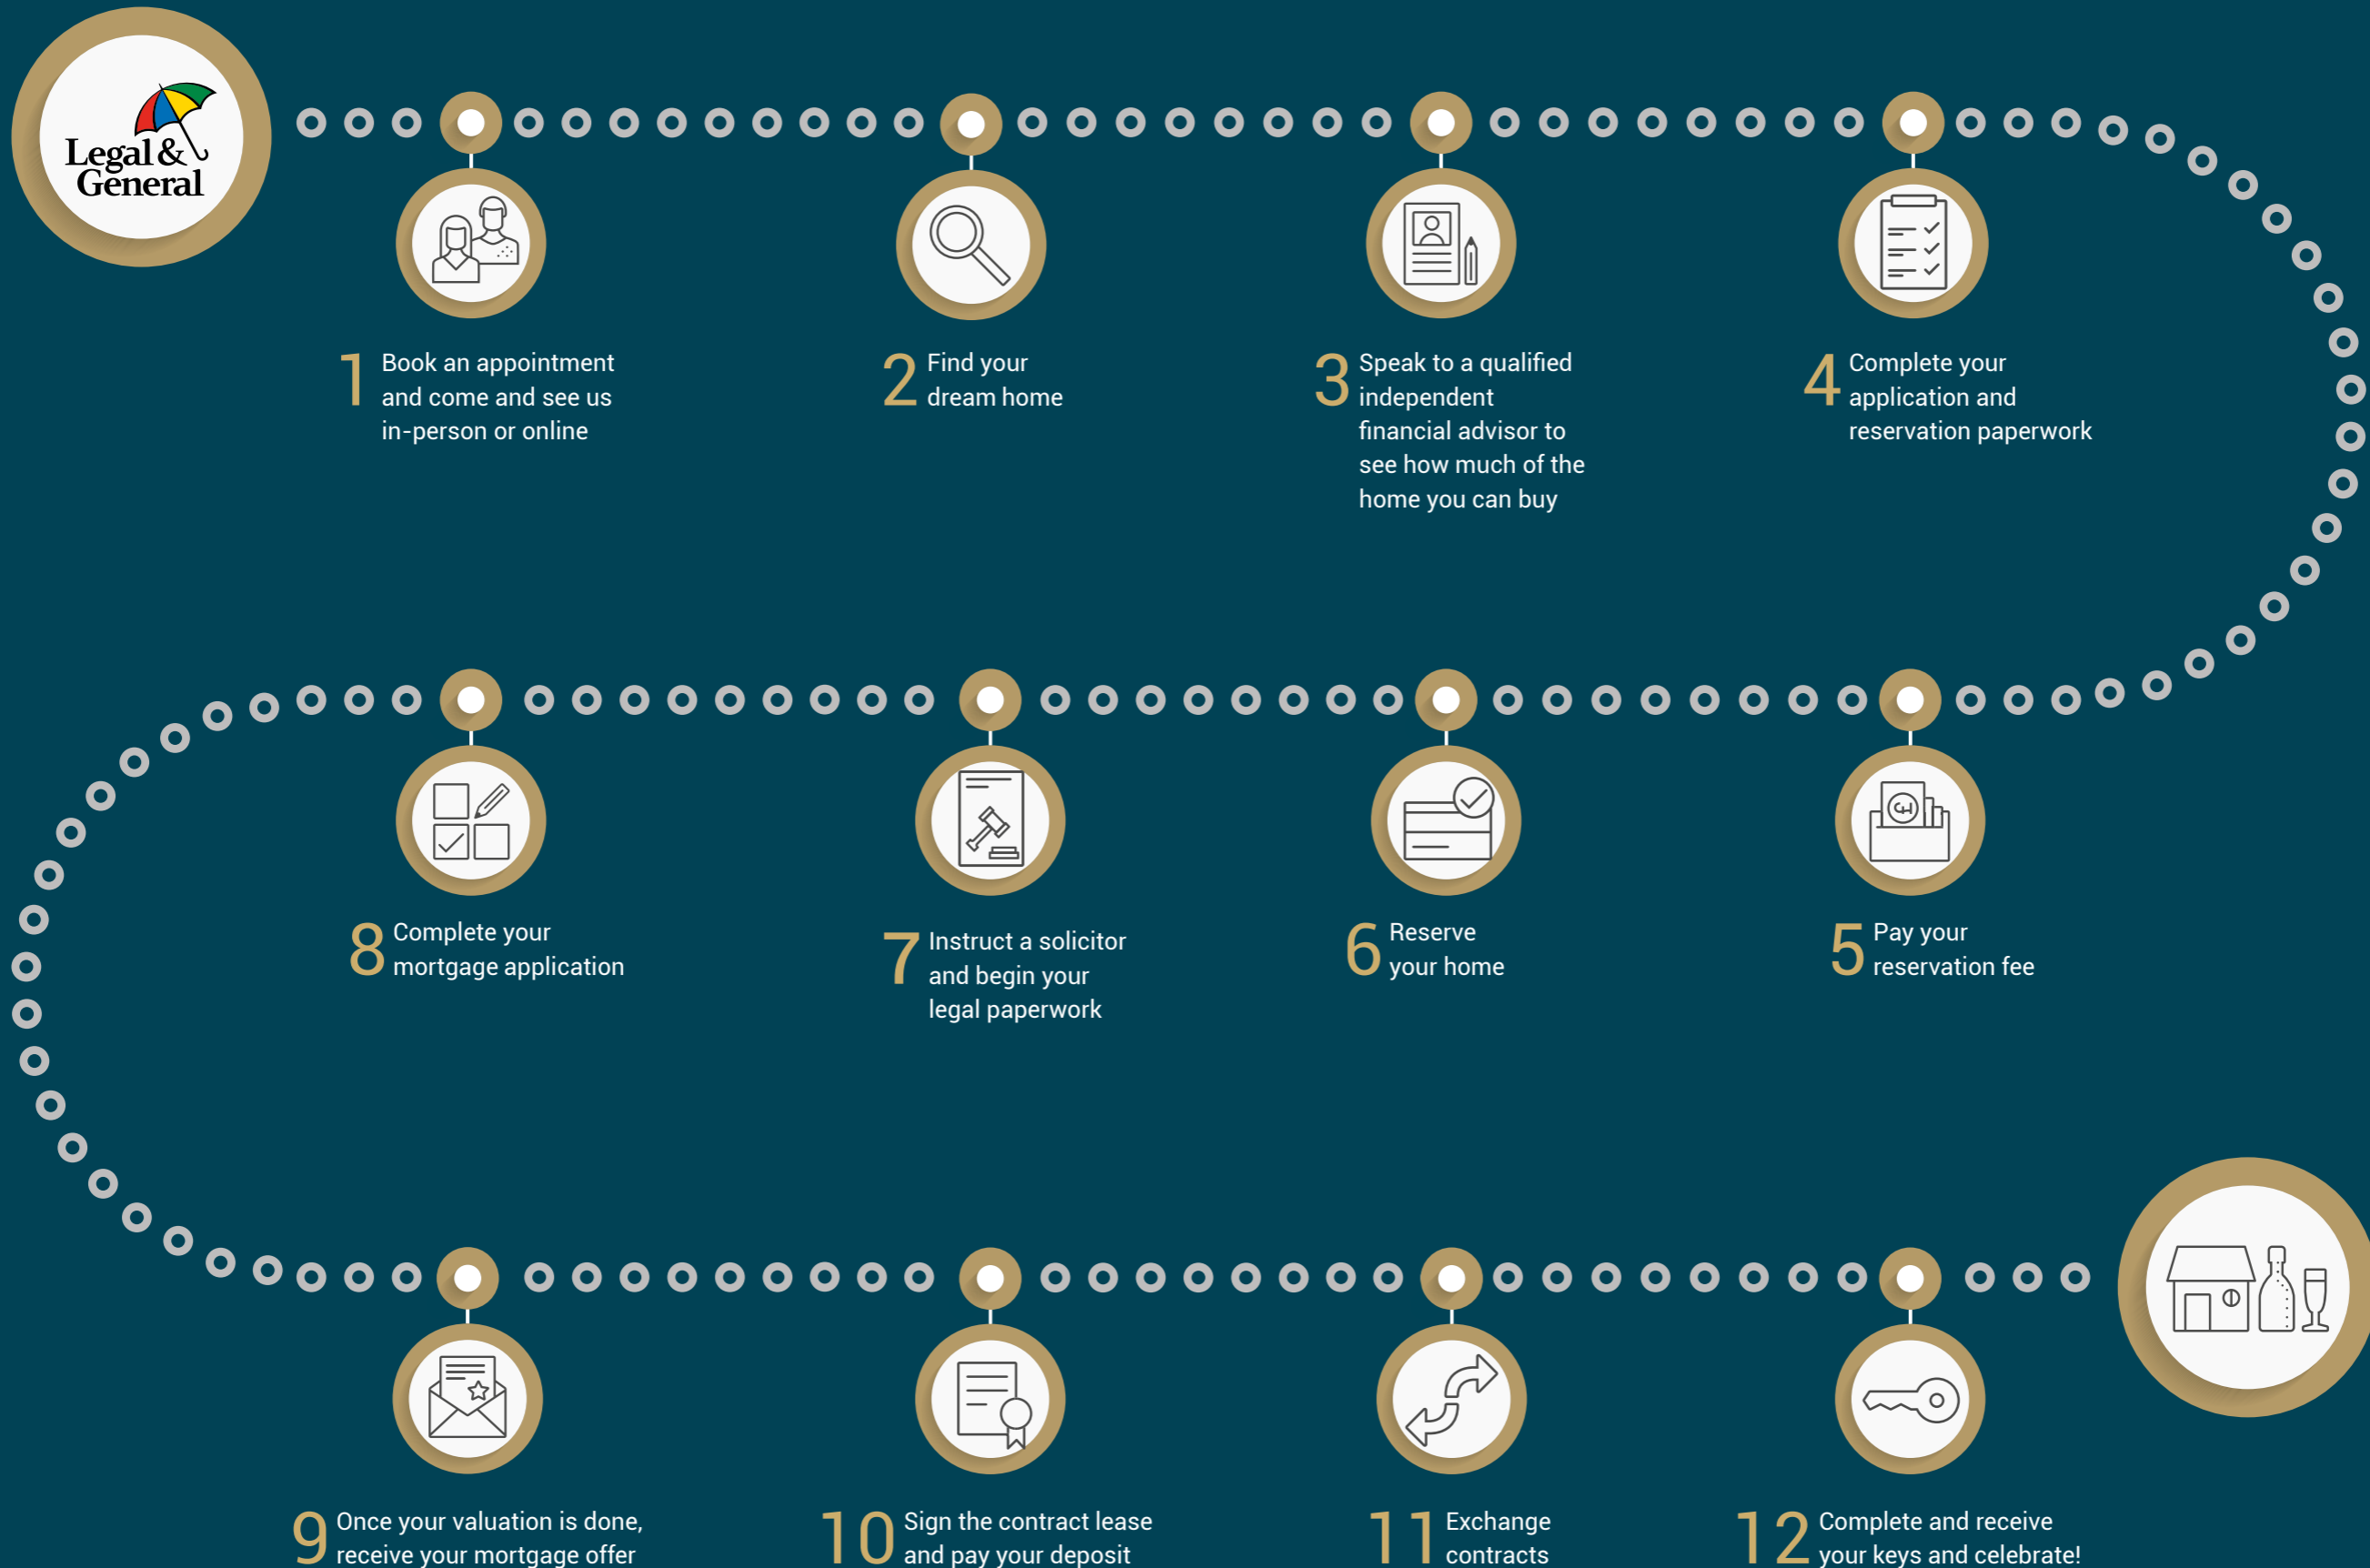 Legal &
General
1
Book an appointment
and come and see us
in-person or online
2
Find your
dream home
3
Speak to a qualified
independent
financial advisor to
see how much of the
home you can buy
4
Complete your
application and
reservation paperwork
5
Pay your
reservation fee
6
Reserve
your home
7
Instruct a solicitor
and begin your
legal paperwork
8
Complete your
mortgage application
9
Once your valuation is done,
receive your mortgage offer
10
Sign the contract lease
and pay your deposit
11
Exchange
contracts
12
Complete and receive
your keys and celebrate!